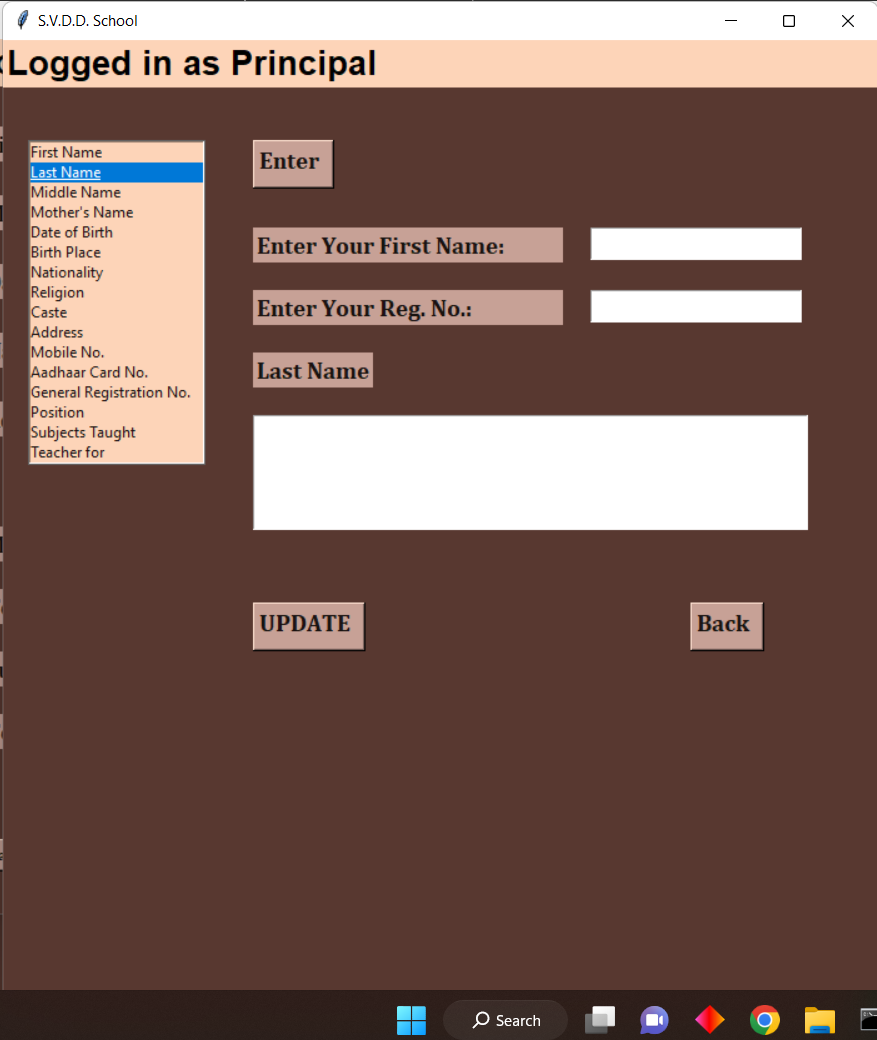 S.V.D.D. School
Logged in as Principal
First Name
Last Name
Middle Name
Mother's Name
Date of Birth
Birth Place
Nationality
Religion
Caste
Address
Mobile No.
Aadhaar Card No.
General Registration No.
Position
Subjects Taught
Teacher for
Enter
Enter Your First Name:
Enter Your Reg. No.:
Last Name
UPDATE
Back
Search